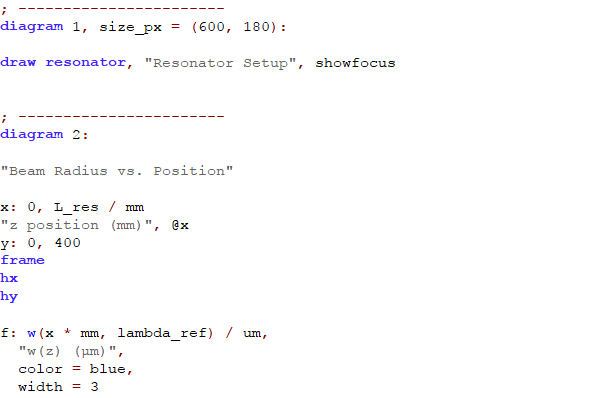 ; -----------------------
diagram 1, size_px = (600, 180):
draw resonator, "Resonator Setup", showfocus
; -----------------------
diagram 2:
"Beam Radius vs. Position"
x: 0, L_res / mm
"z position (mm)", @x
y: 0, 400
frame
hx
hy
f: w(x * mm, lambda_ref) / um,
  "w(z) (µm)",
  color = blue,
  width = 3